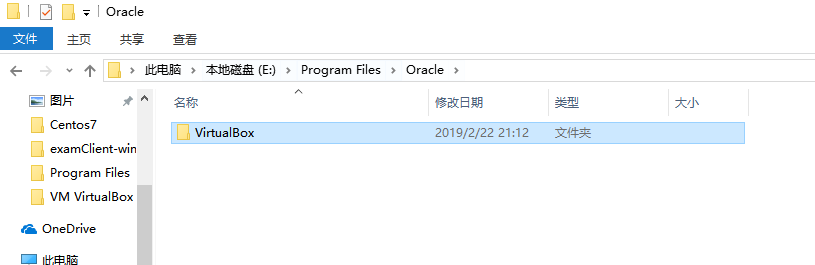 Oracle
文件 主页 共享 查看
此电脑 本地磁盘 (E:) Program Files Oracle
图片 名称 修改日期 类型 大小
Centos7 VirtualBox 2019/2/22 21:12 文件夹
examClient-win
Program Files
VM VirtualBox
OneDrive
此电脑